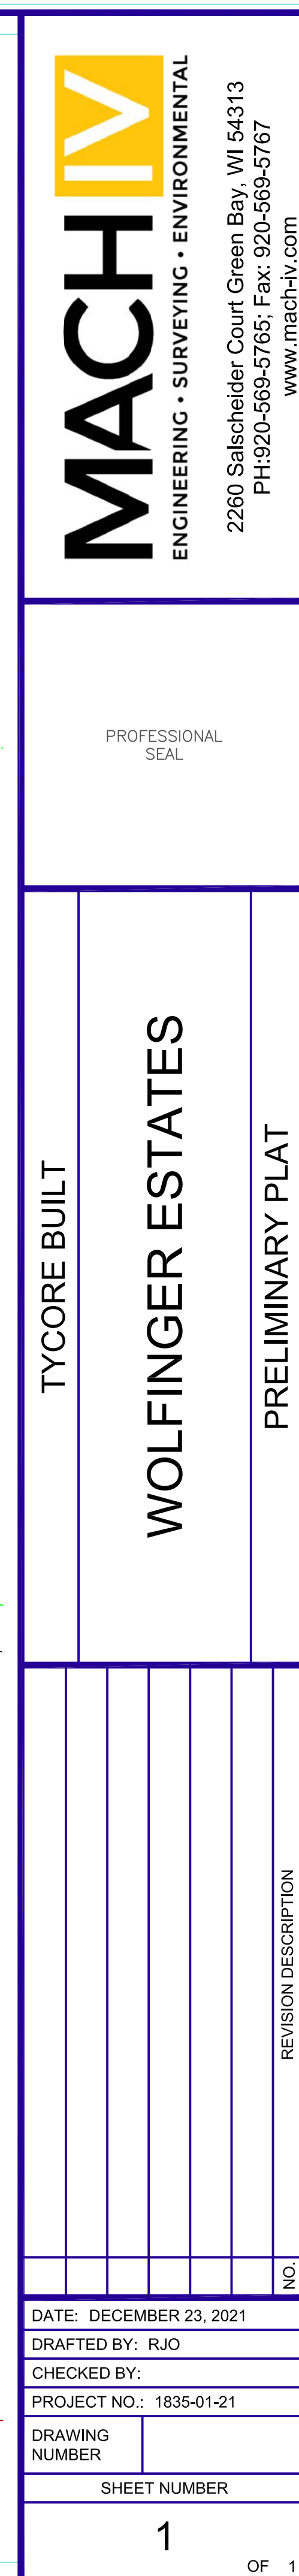 MACH IV
ENGINEERING • SURVEYING • ENVIRONMENTAL
2260 Salscheider Court Green Bay, WI 54313
PH:920-569-5765; Fax: 920-569-5767
www.mach-iv.com
PROFESSIONAL
SEAL
TYCORE BUILT
WOLFINGER ESTATES
PRELIMINARY PLAT
NO. REVISION DESCRIPTION
DATE: DECEMBER 23, 2021
DRAFTED BY: RJO
CHECKED BY:
PROJECT NO.: 1835-01-21
DRAWING
NUMBER
SHEET NUMBER
1
OF 1